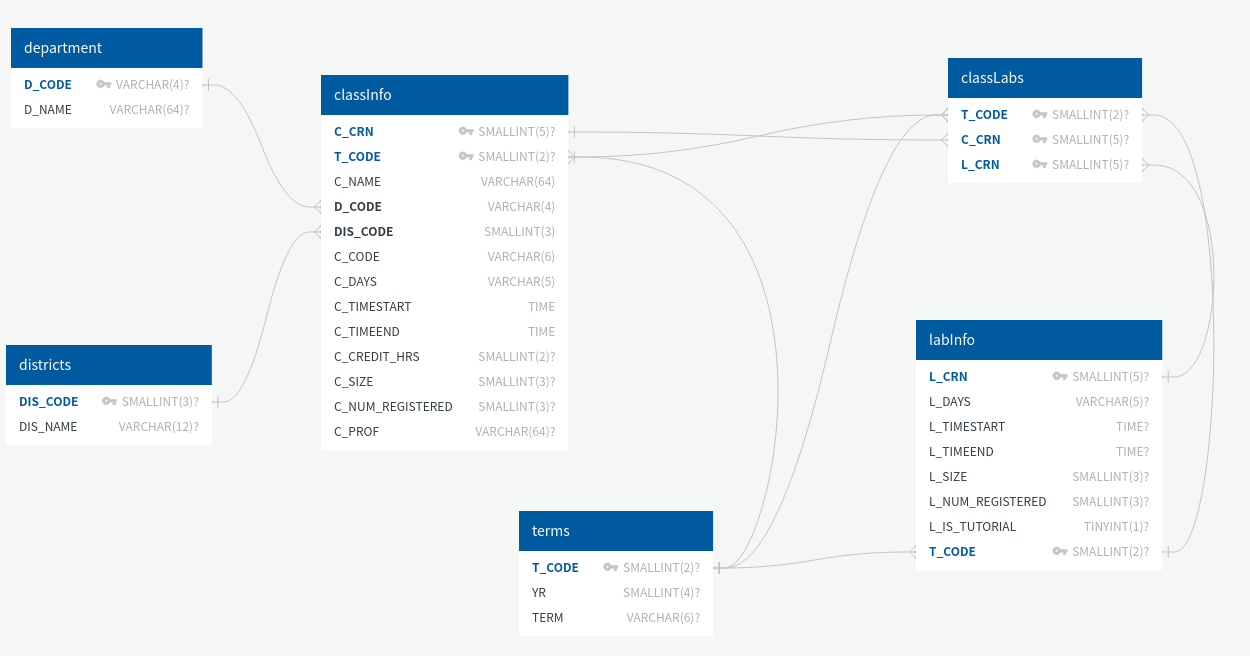 department
D_CODE VARCHAR(4)?
D_NAME VARCHAR(64)?
classInfo
C_CRN SMALLINT(5)?
T_CODE SMALLINT(2)?
C_NAME VARCHAR(64)
D_CODE VARCHAR(4)
DIS_CODE SMALLINT(3)
C_CODE VARCHAR(6)
C_DAYS VARCHAR(5)
C_TIMESTART TIME
C_TIMEEND TIME
C_CREDIT_HRS SMALLINT(2)?
C_SIZE SMALLINT(3)?
C_NUM_REGISTERED SMALLINT(3)?
C_PROF VARCHAR(64)?
classLabs
T_CODE SMALLINT(2)?
C_CRN SMALLINT(5)?
L_CRN SMALLINT(5)?
districts
DIS_CODE SMALLINT(3)?
DIS_NAME VARCHAR(12)?
labInfo
L_CRN SMALLINT(5)?
L_DAYS VARCHAR(5)?
L_TIMESTART TIME?
L_TIMEEND TIME?
L_SIZE SMALLINT(3)?
L_NUM_REGISTERED SMALLINT(3)?
L_IS_TUTORIAL TINYINT(1)?
T_CODE SMALLINT(2)?
terms
T_CODE SMALLINT(2)?
YR SMALLINT(4)?
TERM VARCHAR(6)?